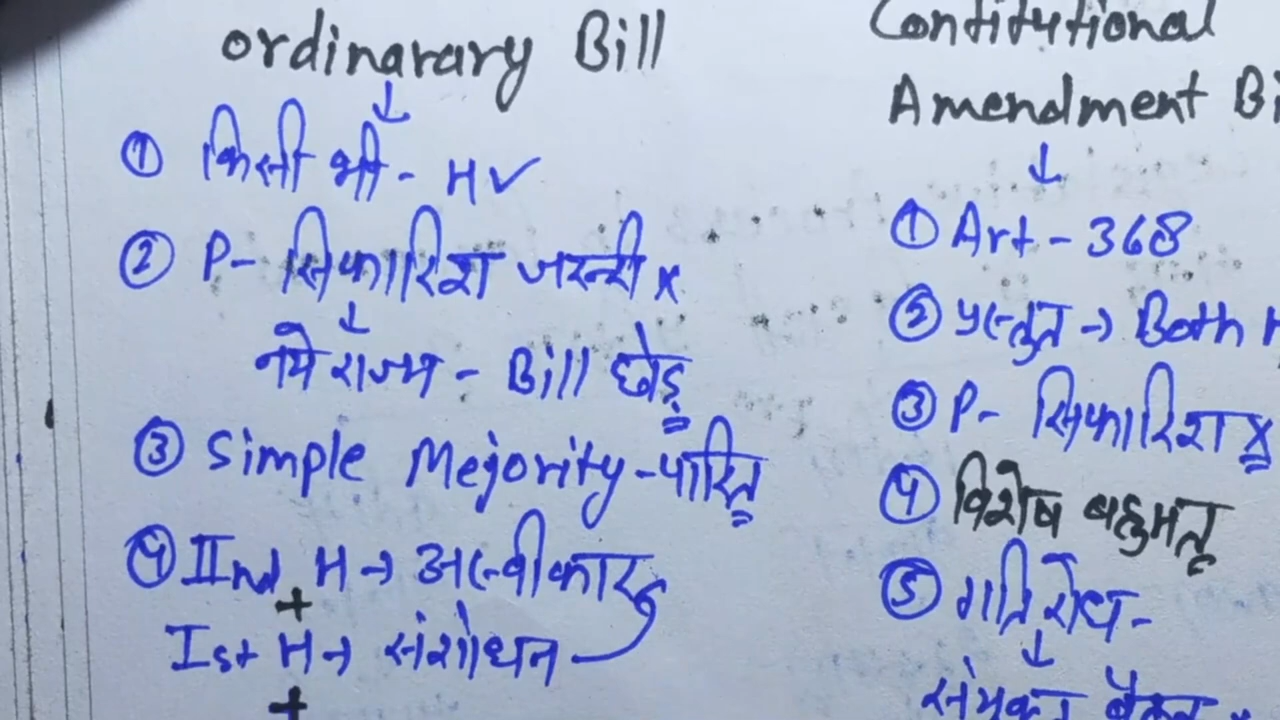 ordinarary Bill
↓
① किसी भी - H✓
② P- सिफारिश जरूरी x
↓
नये राज्य - Bill छोड़
③ Simple Mejority - पारित
④ IInd H → अस्वीकार
+
Ist H → संशोधन
+
Contitutional
Amendment Bi
↓
① Art - 368
② प्रस्तुत → Both H
③ P- सिफारिश x
④ विशेष बहुमत
⑤ गतिरोध -
↓
संयुक्त बैठक x